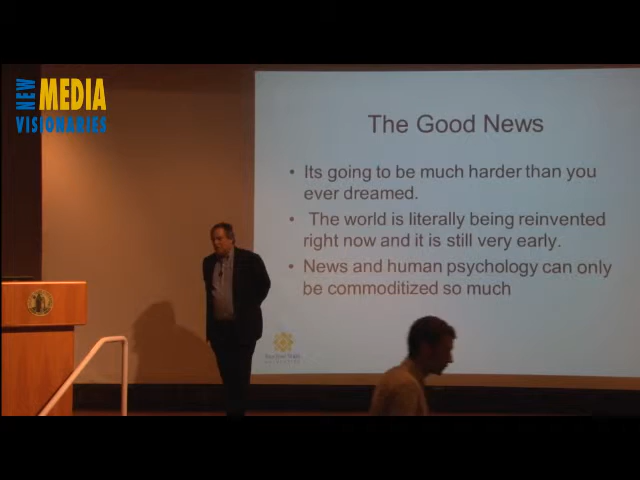 NEW
MEDIA
VISIONARIES
The Good News
• Its going to be much harder than you
ever dreamed.
• The world is literally being reinvented
right now and it is still very early.
• News and human psychology can only
be commoditized so much